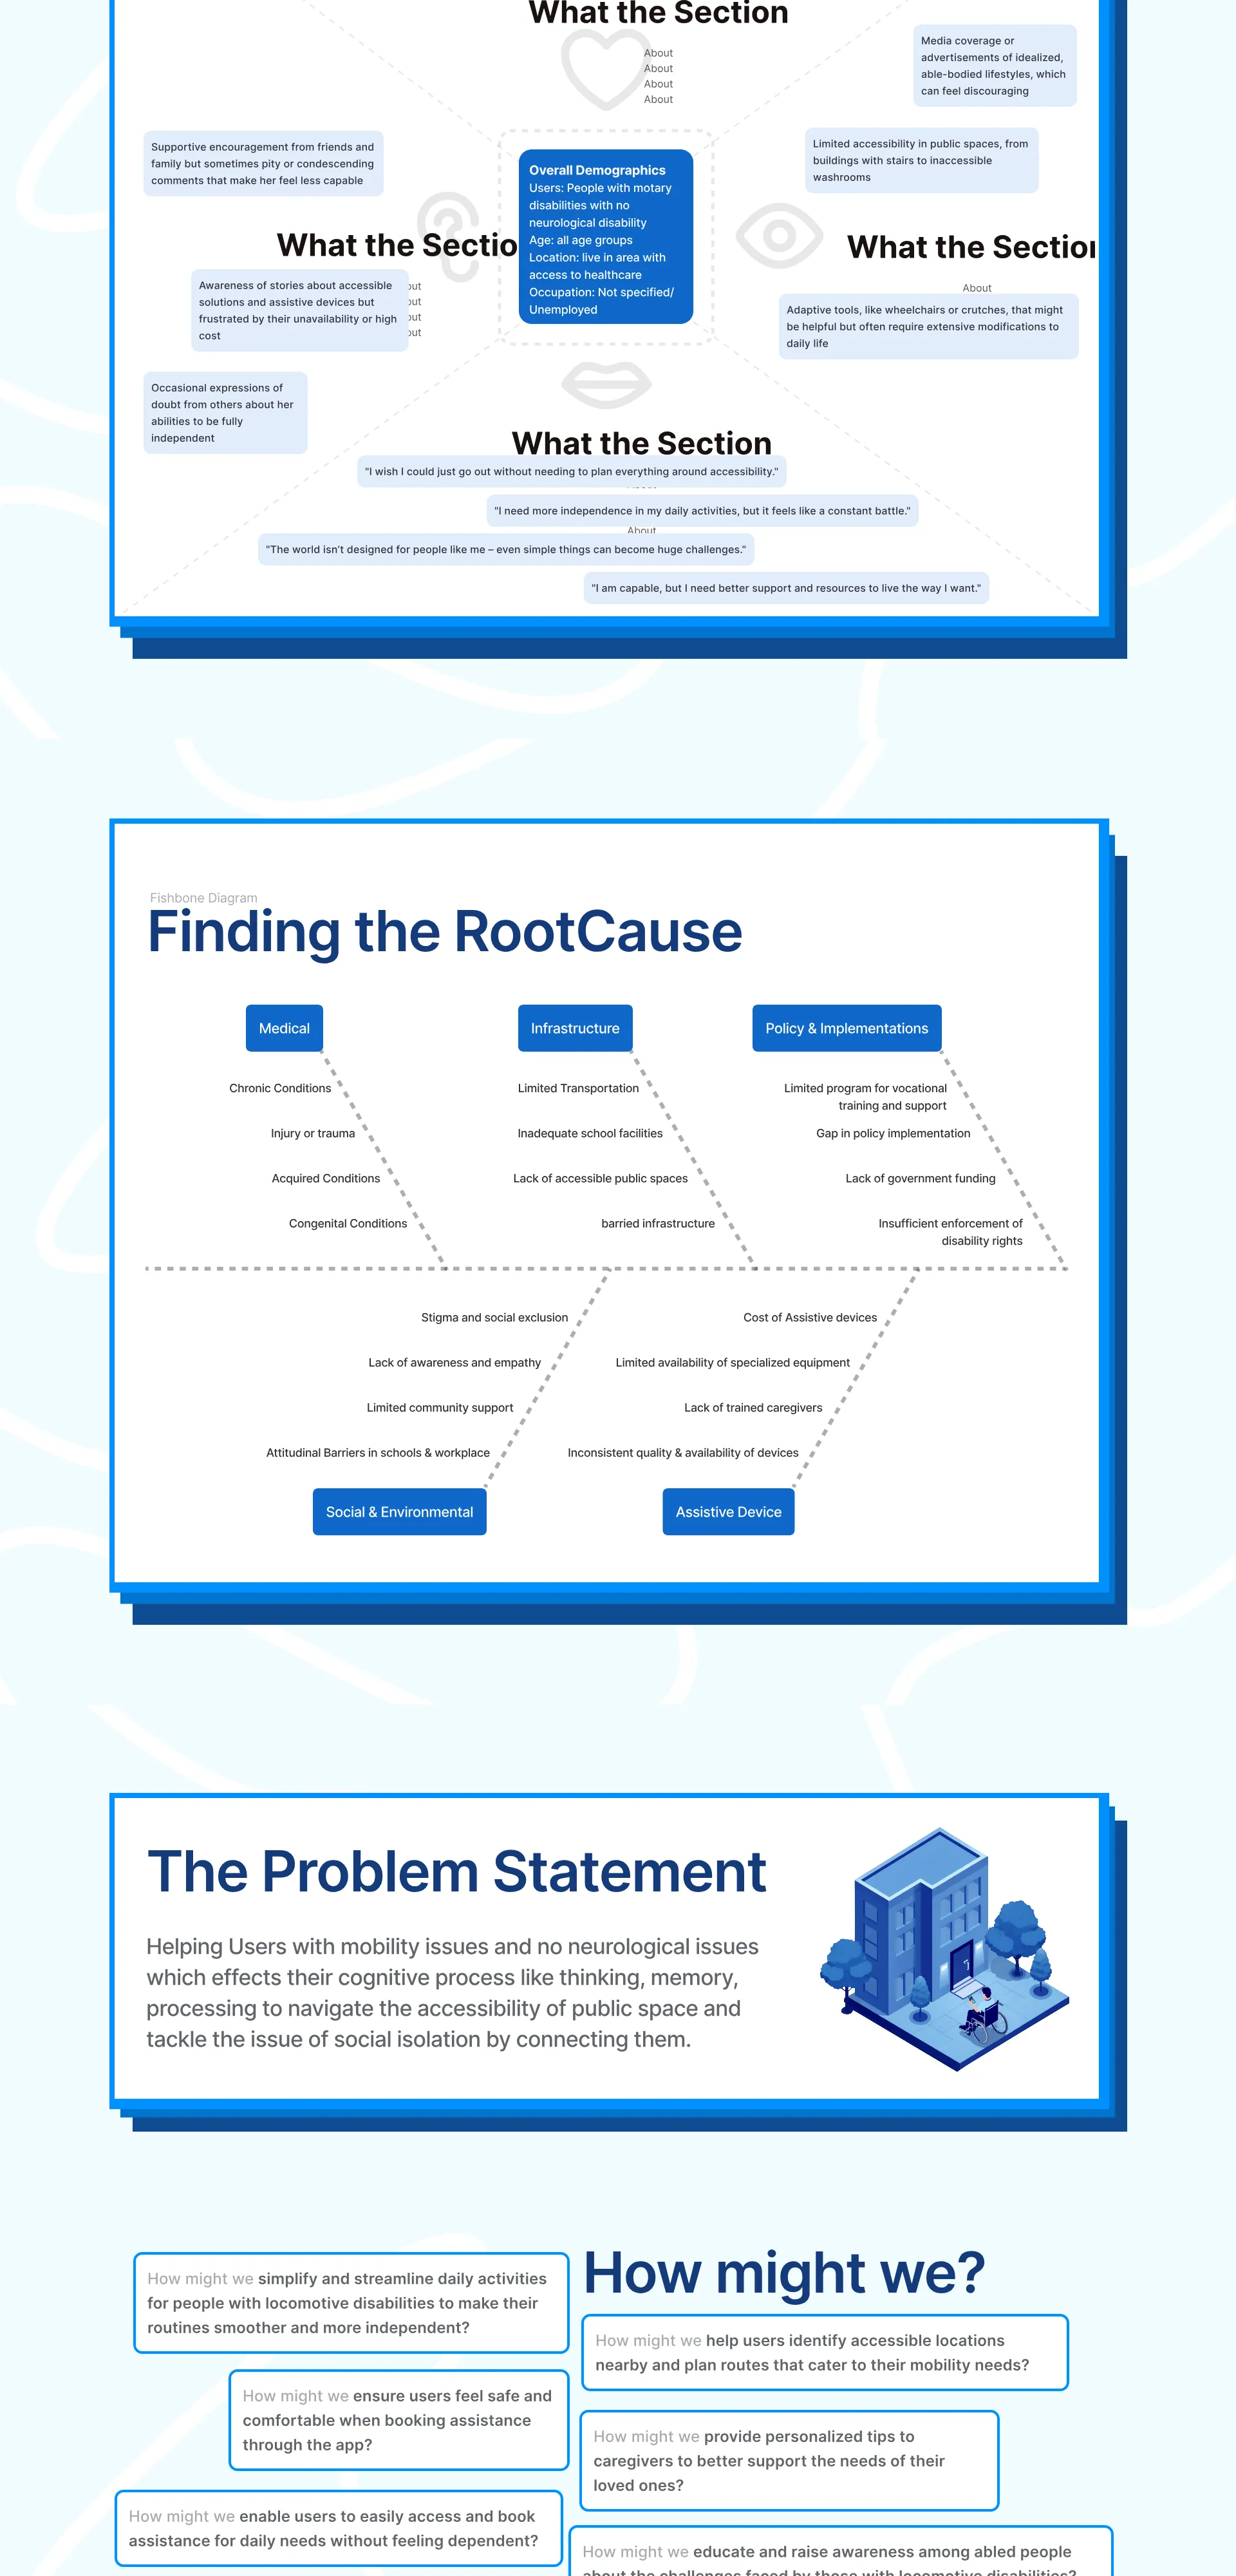 What the Section
About
About
About
About
Media coverage or
advertisements of idealized,
able-bodied lifestyles, which
can feel discouraging
Supportive encouragement from friends and
family but sometimes pity or condescending
comments that make her feel less capable
Limited accessibility in public spaces, from
buildings with stairs to inaccessible
washrooms
Overall Demographics
Users: People with motary
disabilities with no
neurological disability
Age: all age groups
Location: live in area with
access to healthcare
Occupation: Not specified/
Unemployed
What the Sectio
What the Section
Awareness of stories about accessible
solutions and assistive devices but
frustrated by their unavailability or high
cost
out
out
out
out
About
Adaptive tools, like wheelchairs or crutches, that might
be helpful but often require extensive modifications to
daily life
Occasional expressions of
doubt from others about her
abilities to be fully
independent
What the Section
"I wish I could just go out without needing to plan everything around accessibility."
"I need more independence in my daily activities, but it feels like a constant battle."
About
"The world isn't designed for people like me – even simple things can become huge challenges."
"I am capable, but I need better support and resources to live the way I want."
Fishbone Diagram
Finding the RootCause
Medical
Infrastructure
Policy & Implementations
Chronic Conditions
Injury or trauma
Acquired Conditions
Congenital Conditions
Limited Transportation
Inadequate school facilities
Lack of accessible public spaces
barried infrastructure
Limited program for vocational
training and support
Gap in policy implementation
Lack of government funding
Insufficient enforcement of
disability rights
Stigma and social exclusion
Lack of awareness and empathy
Limited community support
Attitudinal Barriers in schools & workplace
Cost of Assistive devices
Limited availability of specialized equipment
Lack of trained caregivers
Inconsistent quality & availability of devices
Social & Environmental
Assistive Device
The Problem Statement
Helping Users with mobility issues and no neurological issues
which effects their cognitive process like thinking, memory,
processing to navigate the accessibility of public space and
tackle the issue of social isolation by connecting them.
How might we?
How might we simplify and streamline daily activities
for people with locomotive disabilities to make their
routines smoother and more independent?
How might we help users identify accessible locations
nearby and plan routes that cater to their mobility needs?
How might we ensure users feel safe and
comfortable when booking assistance
through the app?
How might we provide personalized tips to
caregivers to better support the needs of their
loved ones?
How might we enable users to easily access and book
assistance for daily needs without feeling dependent?
How might we educate and raise awareness among abled people
about the challenges faced by those with locomotive disabilities?